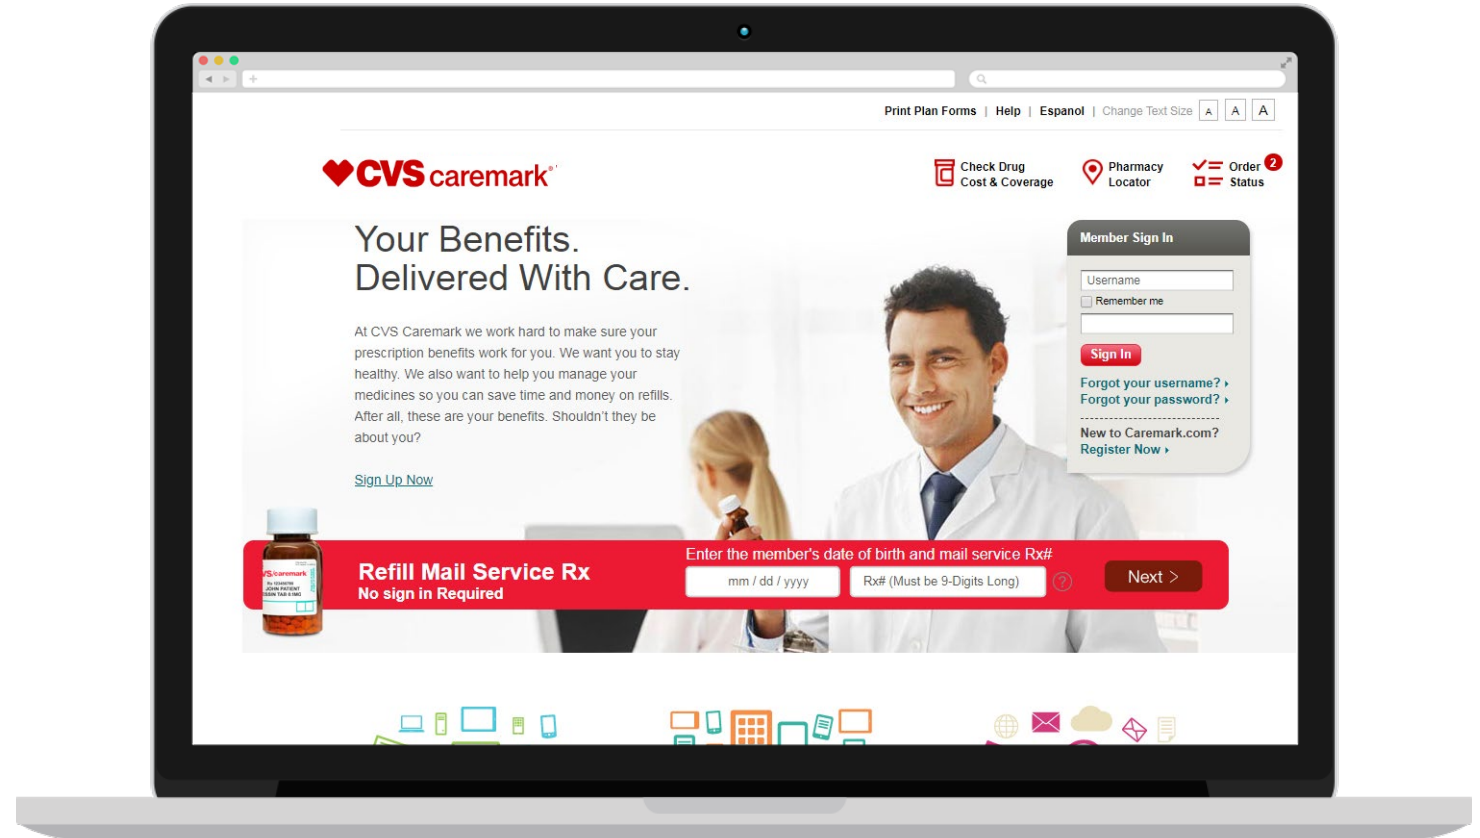 Print Plan Forms | Help | Espanol | Change Text Size A A A
CVS caremark®
Check Drug
Cost & Coverage
Pharmacy
Locator
Order 2
Status
Your Benefits.
Delivered With Care.
At CVS Caremark we work hard to make sure your
prescription benefits work for you. We want you to stay
healthy. We also want to help you manage your
medicines so you can save time and money on refills.
After all, these are your benefits. Shouldn't they be
about you?
Sign Up Now
Member Sign In
Username
Remember me
Sign In
Forgot your username?
Forgot your password?
New to Caremark.com?
Register Now
VS/caremark
JOHN PATIENT
Refill Mail Service Rx
No sign in Required
Enter the member's date of birth and mail service Rx#
mm / dd / yyyy
Rx# (Must be 9-Digits Long)
?
Next >